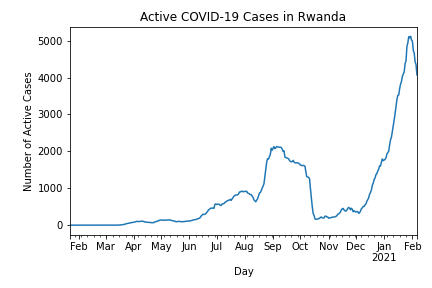 Active COVID-19 Cases in Rwanda
Number of Active Cases
5000
4000
3000
2000
1000
0
Feb Mar Apr May Jun Jul Aug Sep Oct Nov Dec Jan Feb
2021
Day